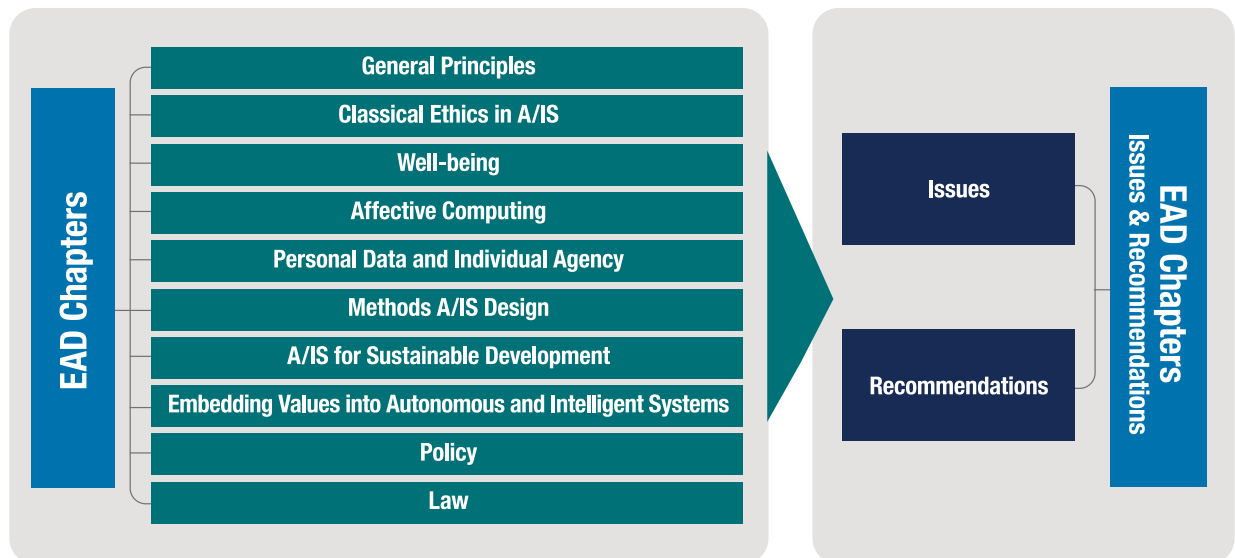 EAD Chapters
General Principles
Classical Ethics in A/IS
Well-being
Affective Computing
Personal Data and Individual Agency
Methods A/IS Design
A/IS for Sustainable Development
Embedding Values into Autonomous and Intelligent Systems
Policy
Law
Issues
Recommendations
EAD Chapters
Issues & Recommendations